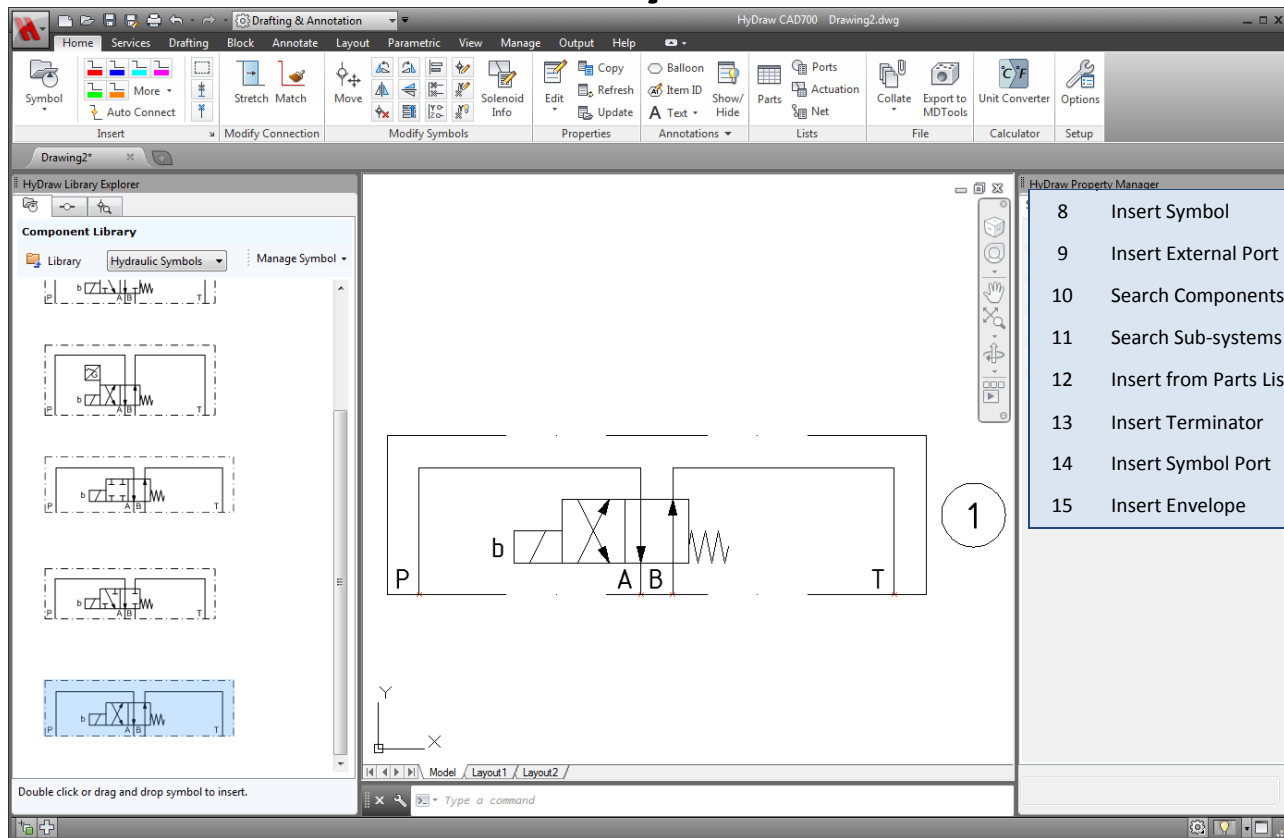 Drafting & Annotation
HyDraw CAD700 Drawing2.dwg
Home Services Drafting Block Annotate Layout Parametric View Manage Output Help
Symbol
More
Auto Connect
Insert
Stretch Match
Modify Connection
Move
Solenoid Info
Modify Symbols
Edit
Copy
Refresh
Update
Properties
Balloon
Item ID
A Text
Show/ Hide
Annotations
Parts
Ports
Actuation
Net
Lists
Collate
Export to MDTools
File
°C °F
Unit Converter
Calculator
Options
Setup
Drawing2*
HyDraw Library Explorer
Component Library
Library Hydraulic Symbols Manage Symbol
b
P A B T
G
b
P A B T
b
P A B T
b
P A B T
b
P A B T
Double click or drag and drop symbol to insert.
b
P A B T
1
Y
X
Model Layout1 Layout2
Type a command
HyDraw Property Manager
8 Insert Symbol
9 Insert External Port
10 Search Components
11 Search Sub-systems
12 Insert from Parts Lis
13 Insert Terminator
14 Insert Symbol Port
15 Insert Envelope